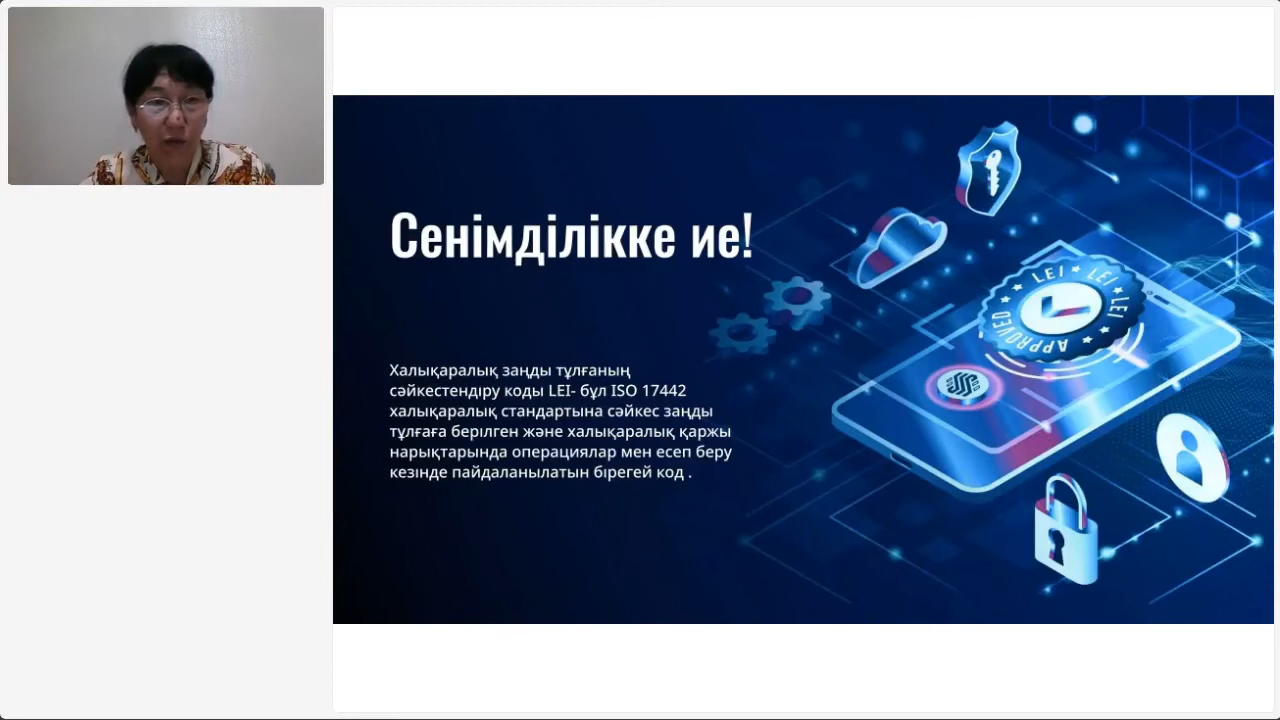 Сенімділікке ие!
Халықаралық заңды тұлғаның
сәйкестендіру коды LEI- бұл ISO 17442
халықаралық стандартына сәйкес заңды
тұлғаға берілген және халықаралық қаржы
нарықтарында операциялар мен есеп беру
кезінде пайдаланылатын бірегей код .
LEI ★ LEI ★ LEI
APPROVED